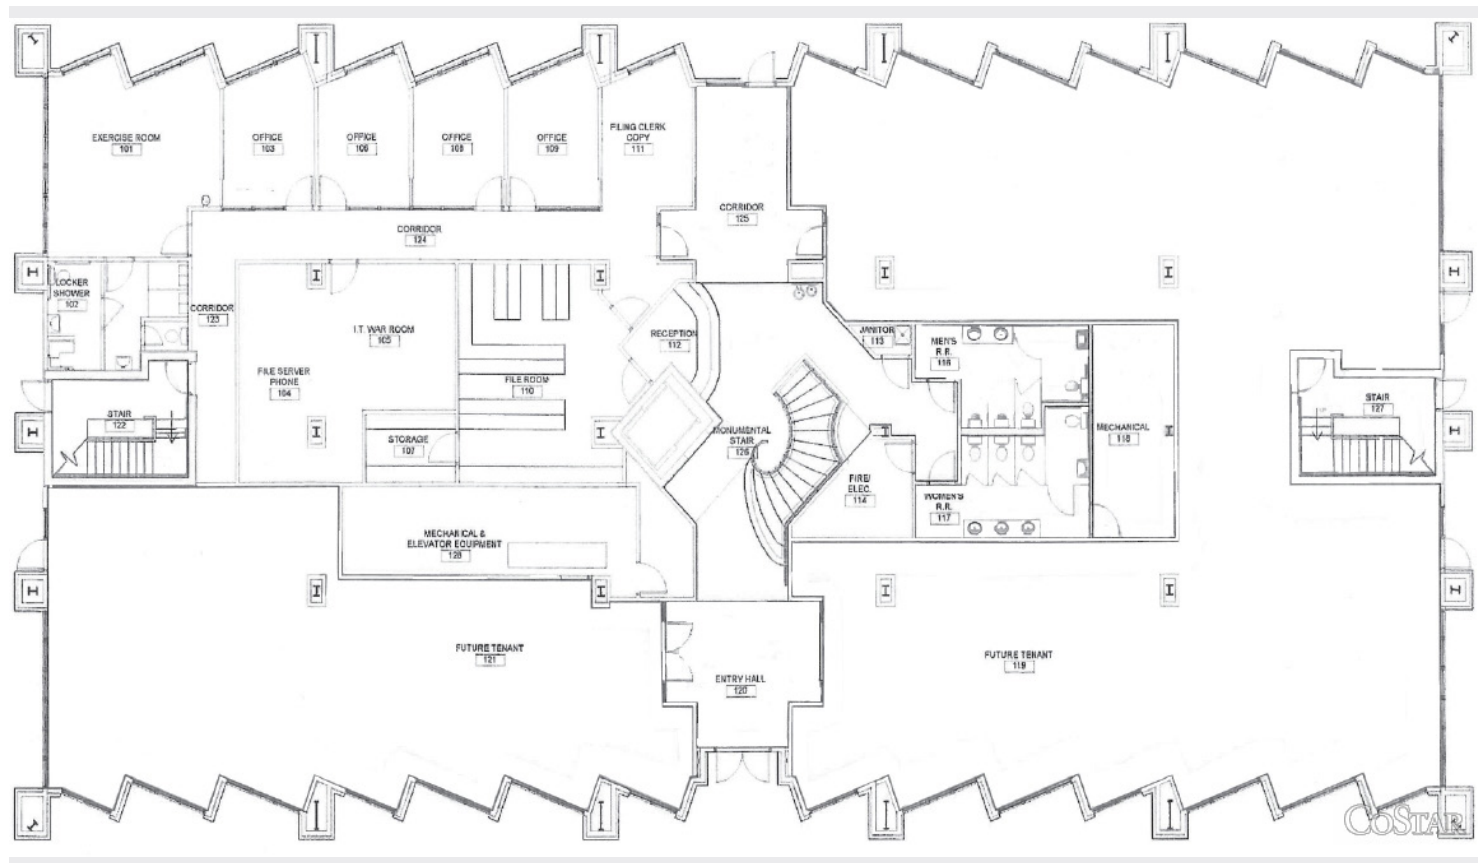 EXERCISE ROOM
101
OFFICE
103
OFFICE
106
OFFICE
108
OFFICE
109
FILING CLERK
COPY
111
CORRIDOR
125
CORRIDOR
124
LOCKER
SHOWER
102
CORRIDOR
123
I.T. WAR ROOM
105
FILE SERVER
PHONE
104
FILE ROOM
110
STORAGE
107
RECEPTION
112
JANITOR
113
MEN'S
R.R.
116
MECHANICAL
118
STAIR
122
MONUMENTAL
STAIR
126
FIRE/
ELEC.
114
WOMEN'S
R.R.
117
STAIR
127
MECHANICAL &
ELEVATOR EQUIPMENT
128
FUTURE TENANT
121
ENTRY HALL
120
FUTURE TENANT
119
COSTAR